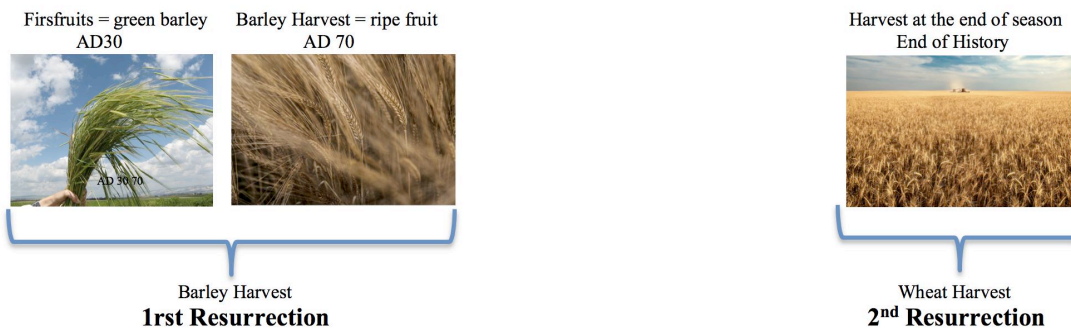 Firsfruits = green barley
AD30
Barley Harvest = ripe fruit
AD 70
AD 30 70
Barley Harvest
1rst Resurrection
Harvest at the end of season
End of History
Wheat Harvest
2nd Resurrection